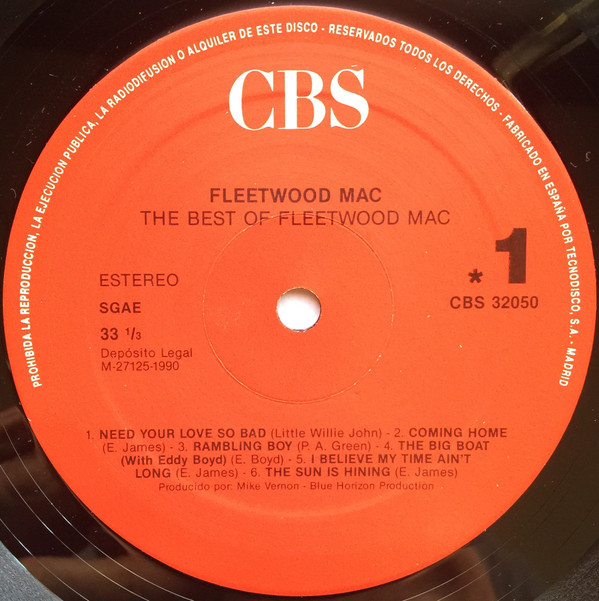 PROHIBIDA LA REPRODUCCION, LA EJECUCION PUBLICA, LA RADIODIFUSION O ALQUILER DE ESTE DISCO - RESERVADOS TODOS LOS DERECHOS - FABRICADO EN ESPAÑA POR TECNODISCO, S.A. - MADRID
CBS
FLEETWOOD MAC
THE BEST OF FLEETWOOD MAC
ESTEREO
* 1
SGAE
CBS 32050
33 1/3
Depósito Legal
M-27125-1990
1. NEED YOUR LOVE SO BAD (Little Willie John) - 2. COMING HOME
(E. James) - 3. RAMBLING BOY (P. A. Green) - 4. THE BIG BOAT
(With Eddy Boyd) (E. Boyd) - 5. I BELIEVE MY TIME AIN'T
LONG (E. James) - 6. THE SUN IS HINING (E. James)
Producido por: Mike Vernon - Blue Horizon Production